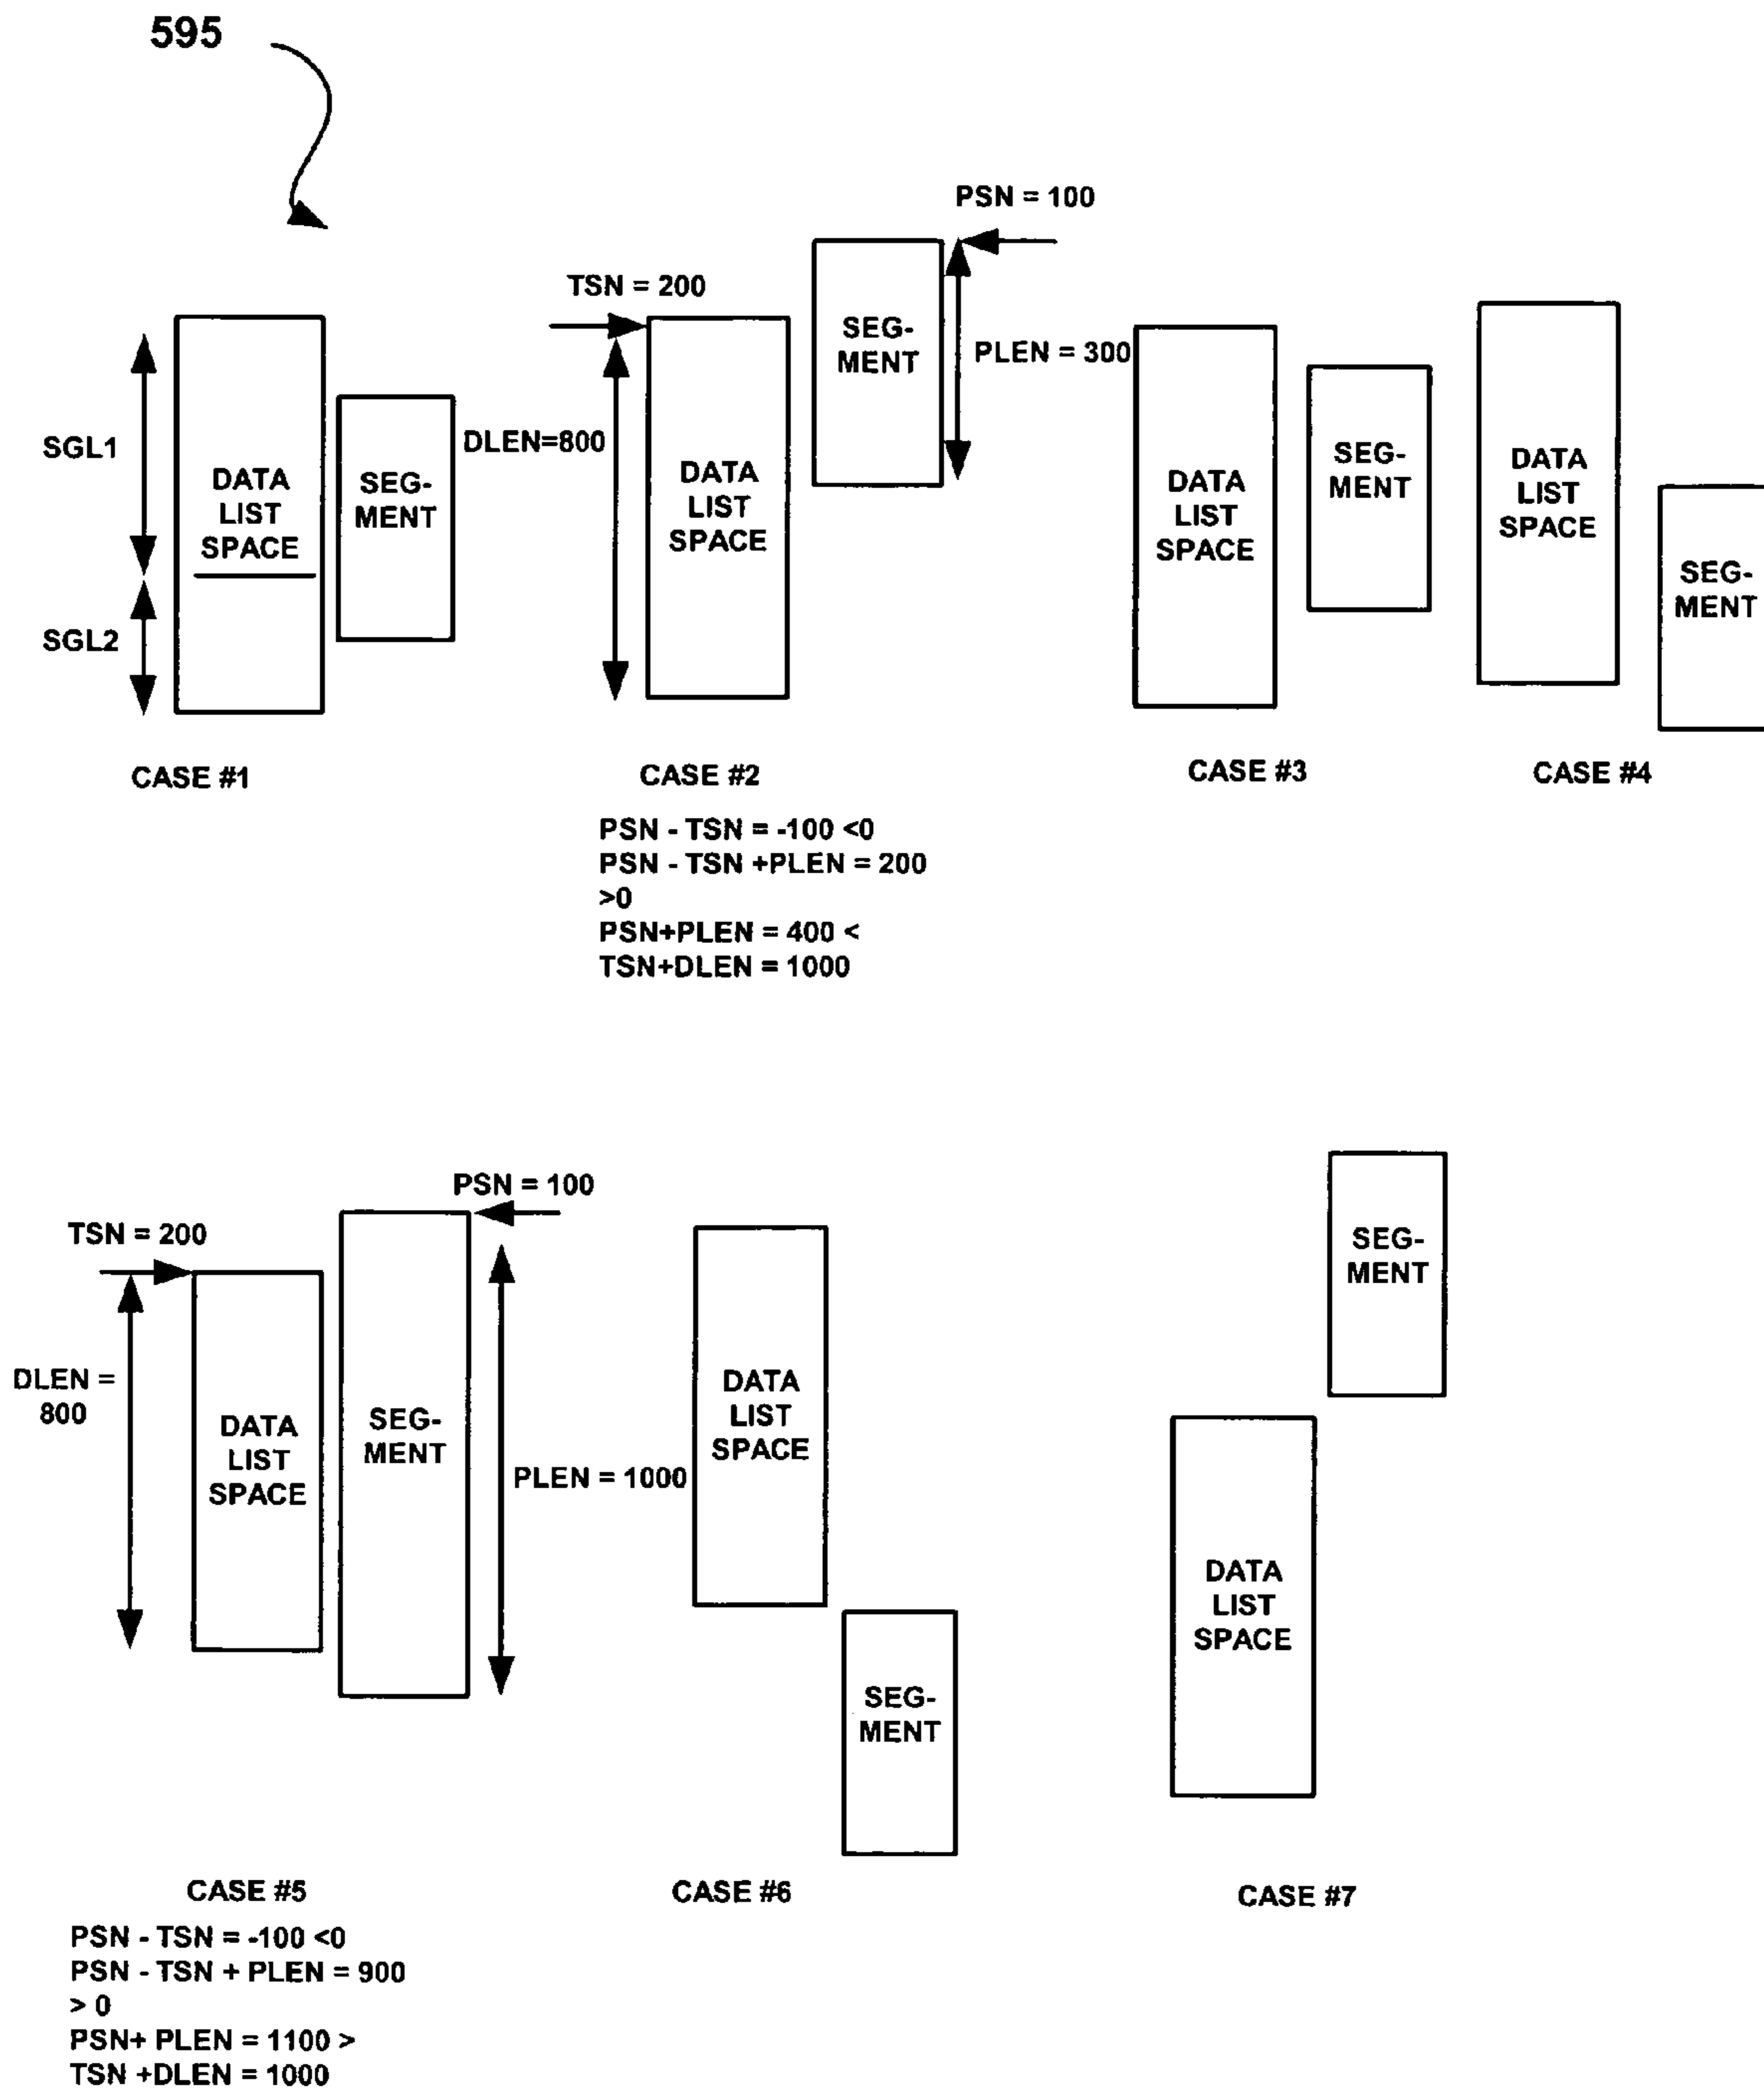 595
PSN = 100
TSN = 200
SEG-
MENT
PLEN = 300
SGL1
DLEN=800
DATA
LIST
SPACE
SEG-
MENT
DATA
LIST
SPACE
DATA
LIST
SPACE
SEG-
MENT
DATA
LIST
SPACE
SEG-
MENT
SGL2
CASE #1
CASE #2
CASE #3
CASE #4
PSN - TSN = -100 <0
PSN - TSN +PLEN = 200
>0
PSN+PLEN = 400 <
TSN+DLEN = 1000
PSN = 100
TSN = 200
DLEN =
800
DATA
LIST
SPACE
SEG-
MENT
PLEN = 1000
DATA
LIST
SPACE
SEG-
MENT
SEG-
MENT
DATA
LIST
SPACE
CASE #5
CASE #6
CASE #7
PSN - TSN = -100 <0
PSN - TSN + PLEN = 900
> 0
PSN+ PLEN = 1100 >
TSN +DLEN = 1000